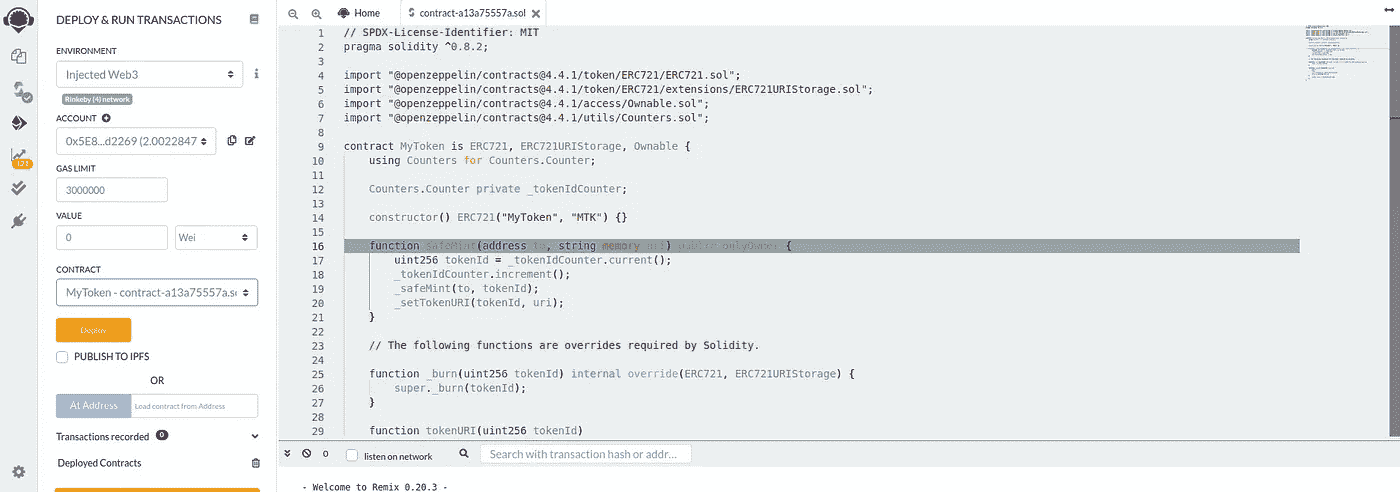 DEPLOY & RUN TRANSACTIONS
ENVIRONMENT
Injected Web3
Rinkeby (4) network
ACCOUNT
0x5E8...d2269 (2.0022847
GAS LIMIT
3000000
VALUE
0
Wei
CONTRACT
MyToken - contract-a13a75557a.so
Deploy
PUBLISH TO IPFS
OR
At Address
Load contract from Address
Transactions recorded 0
Deployed Contracts
121
Home
contract-a13a75557a.sol
1 // SPDX-License-Identifier: MIT
2 pragma solidity ^0.8.2;
3
4 import "@openzeppelin/contracts@4.4.1/token/ERC721/ERC721.sol";
5 import "@openzeppelin/contracts@4.4.1/token/ERC721/extensions/ERC721URIStorage.sol";
6 import "@openzeppelin/contracts@4.4.1/access/Ownable.sol";
7 import "@openzeppelin/contracts@4.4.1/utils/Counters.sol";
8
9 contract MyToken is ERC721, ERC721URIStorage, Ownable {
10 using Counters for Counters.Counter;
11
12 Counters.Counter private _tokenIdCounter;
13
14 constructor() ERC721("MyToken", "MTK") {}
15
16 function safeMint(address to, string memory uri) public onlyOwner {
17 uint256 tokenId = _tokenIdCounter.current();
18 _tokenIdCounter.increment();
19 _safeMint(to, tokenId);
20 _setTokenURI(tokenId, uri);
21 }
22
23 // The following functions are overrides required by Solidity.
24
25 function _burn(uint256 tokenId) internal override(ERC721, ERC721URIStorage) {
26 super._burn(tokenId);
27 }
28
29 function tokenURI(uint256 tokenId)
0
listen on network
Search with transaction hash or addr...
- Welcome to Remix 0.20.3 -